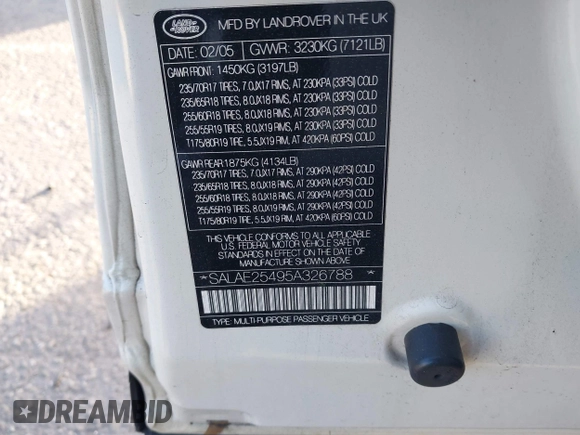 LAND
ROVER
MFD BY LANDROVER IN THE UK
DATE: 02/05 GVWR: 3230KG (7121LB)
GAWR FRONT: 1450KG (3197LB)
235/70R17 TIRES, 7.0JX17 RIMS, AT 230KPA (33PSI) COLD
235/65R18 TIRES, 8.0JX18 RIMS, AT 230KPA (33PSI) COLD
255/60R18 TIRES, 8.0JX18 RIMS, AT 230KPA (33PSI) COLD
255/55R19 TIRES, 8.0JX19 RIMS, AT 230KPA (33PSI) COLD
T175/80R19 TIRE, 5.5JX19 RIM, AT 420KPA (60PSI) COLD
GAWR REAR: 1875KG (4134LB)
235/70R17 TIRES, 7.0JX17 RIMS, AT 290KPA (42PSI) COLD
235/65R18 TIRES, 8.0JX18 RIMS, AT 290KPA (42PSI) COLD
255/60R18 TIRES, 8.0JX18 RIMS, AT 290KPA (42PSI) COLD
255/55R19 TIRES, 8.0JX19 RIMS, AT 290KPA (42PSI) COLD
T175/80R19 TIRE, 5.5JX19 RIM, AT 420KPA (60PSI) COLD
THIS VEHICLE CONFORMS TO ALL APPLICABLE
U.S. FEDERAL MOTOR VEHICLE SAFETY
STANDARDS IN EFFECT ON THE DATE OF
MANUFACTURE SHOWN ABOVE.
*SALAE25495A326788*
TYPE: MULTI-PURPOSE PASSENGER VEHICLE
DREAMBID